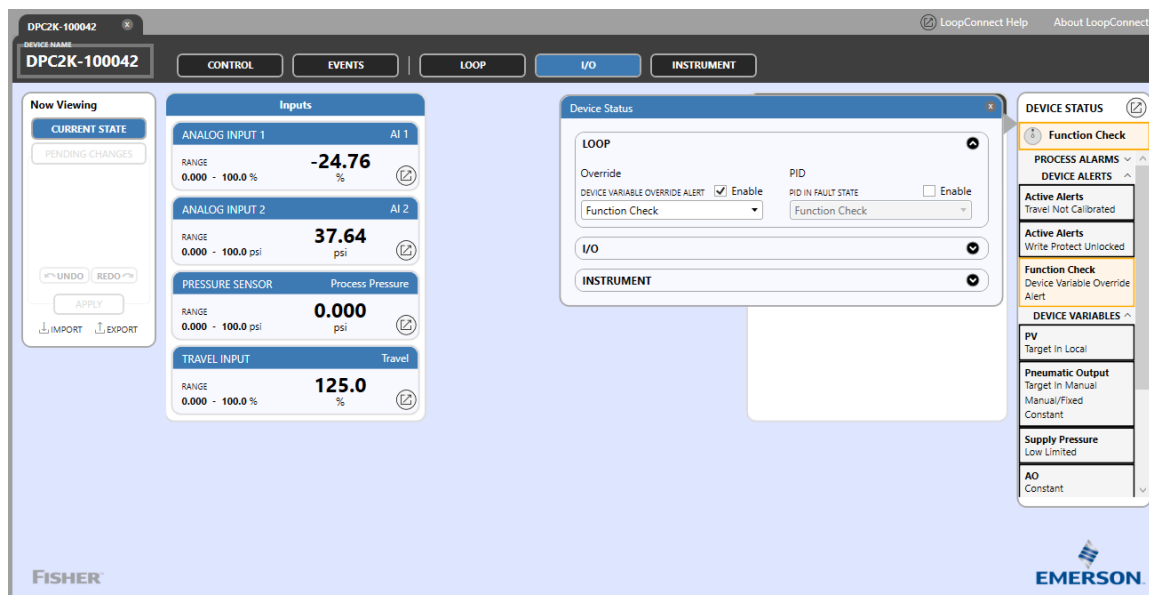 DPC2K-100042
LoopConnect Help
About LoopConnect
DEVICE NAME
DPC2K-100042
CONTROL
EVENTS
LOOP
I/O
INSTRUMENT
Now Viewing
CURRENT STATE
PENDING CHANGES
UNDO
REDO
APPLY
IMPORT
EXPORT
Inputs
ANALOG INPUT 1 AI 1
RANGE
0.000 - 100.0 %
-24.76
%
ANALOG INPUT 2 AI 2
RANGE
0.000 - 100.0 psi
37.64
psi
PRESSURE SENSOR Process Pressure
RANGE
0.000 - 100.0 psi
0.000
psi
TRAVEL INPUT Travel
RANGE
0.000 - 100.0 %
125.0
%
Device Status
LOOP
Override
DEVICE VARIABLE OVERRIDE ALERT Enable
Function Check
PID
PID IN FAULT STATE Enable
Function Check
I/O
INSTRUMENT
DEVICE STATUS
Function Check
PROCESS ALARMS
DEVICE ALERTS
Active Alerts
Travel Not Calibrated
Active Alerts
Write Protect Unlocked
Function Check
Device Variable Override
Alert
DEVICE VARIABLES
PV
Target In Local
Pneumatic Output
Target In Manual
Manual/Fixed
Constant
Supply Pressure
Low Limited
AO
Constant
FISHER
EMERSON